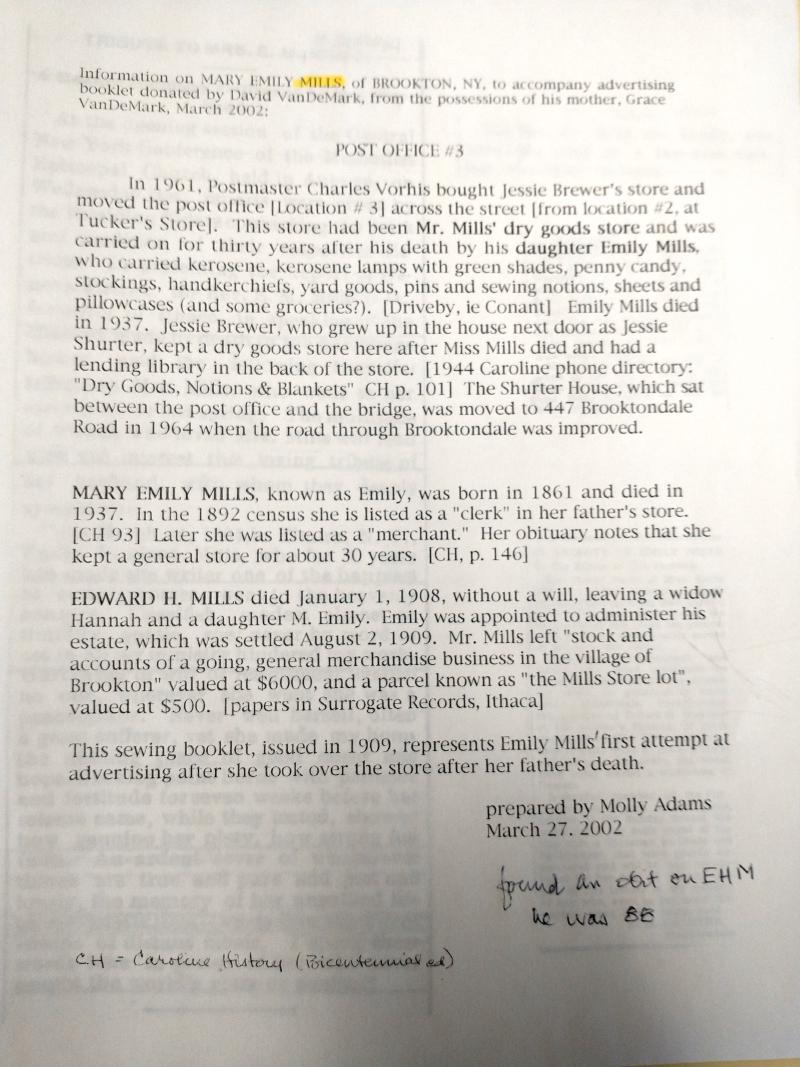 Information on MARY EMILY MILLS, of BROOKTON, NY, to accompany advertising
booklet donated by David VanDeMark, from the possessions of his mother, Grace
VanDeMark, March 2002:
POST OFFICE #3
In 1961, Postmaster Charles Vorhis bought Jessie Brewer's store and
moved the post office [Location # 3] across the street [from location #2, at
Tucker's Store]. This store had been Mr. Mills' dry goods store and was
carried on for thirty years after his death by his daughter Emily Mills,
who carried kerosene, kerosene lamps with green shades, penny candy,
stockings, handkerchiefs, yard goods, pins and sewing notions, sheets and
pillowcases (and some groceries?). [Driveby, ie Conant] Emily Mills died
in 1937. Jessie Brewer, who grew up in the house next door as Jessie
Shurter, kept a dry goods store here after Miss Mills died and had a
lending library in the back of the store. [1944 Caroline phone directory:
"Dry Goods, Notions & Blankets" CH p. 101] The Shurter House, which sat
between the post office and the bridge, was moved to 447 Brooktondale
Road in 1964 when the road through Brooktondale was improved.
MARY EMILY MILLS, known as Emily, was born in 1861 and died in
1937. In the 1892 census she is listed as a "clerk" in her father's store.
[CH 93] Later she was listed as a "merchant." Her obituary notes that she
kept a general store for about 30 years. [CH, p. 146]
EDWARD H. MILLS died January 1, 1908, without a will, leaving a widow
Hannah and a daughter M. Emily. Emily was appointed to administer his
estate, which was settled August 2, 1909. Mr. Mills left "stock and
accounts of a going, general merchandise business in the village of
Brookton" valued at $6000, and a parcel known as "the Mills Store lot",
valued at $500. [papers in Surrogate Records, Ithaca]
This sewing booklet, issued in 1909, represents Emily Mills' first attempt at
advertising after she took over the store after her father's death.
prepared by Molly Adams
March 27, 2002
found an obit on EHM
he was
CH = Caroline History (Bicentennial ed)